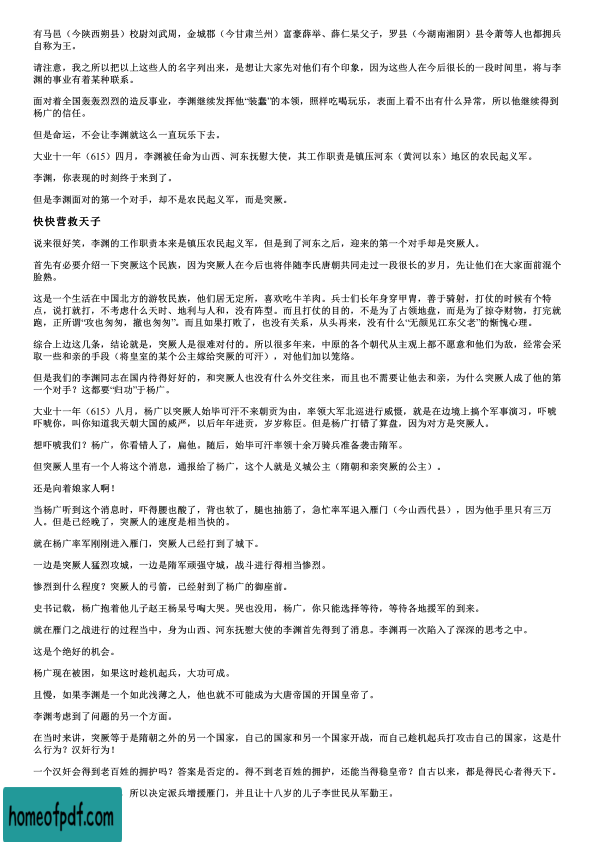 有马邑（今陕西朔县）校尉刘武周，金城郡（今甘肃兰州）富豪薛举、薛仁杲父子，罗县（今湖南湘阴）县令萧等人也都拥兵
自称为王。
请注意，我之所以把以上这些人的名字列出来，是想让大家先对他们有个印象，因为这些人在今后很长的一段时间里，将与李
渊的事业有着某种联系。
面对着全国轰轰烈烈的造反事业，李渊继续发挥他“装蠢”的本领，照样吃喝玩乐，表面上看不出有什么异常，所以他继续得到
杨广的信任。
但是命运，不会让李渊就这么一直玩乐下去。
大业十一年（615）四月，李渊被任命为山西、河东抚慰大使，其工作职责是镇压河东（黄河以东）地区的农民起义军。
李渊，你表现的时刻终于来到了。
但是李渊面对的第一个对手，却不是农民起义军，而是突厥。
快快营救天子
说来很好笑，李渊的工作职责本来是镇压农民起义军，但是到了河东之后，迎来的第一个对手却是突厥人。
首先有必要介绍一下突厥这个民族，因为突厥人在今后也将伴随李氏唐朝共同走过一段很长的岁月，先让他们在大家面前混个
脸熟。
这是一个生活在中国北方的游牧民族，他们居无定所，喜欢吃牛羊肉。兵士们长年身穿甲胄，善于骑射，打仗的时候有个特
点，说打就打，不考虑什么天时、地利与人和，没有阵型。而且打仗的目的，不是为了占领地盘，而是为了掠夺财物，打完就
跑，正所谓“攻也匆匆，撤也匆匆”。而且如果打败了，也没有关系，从头再来，没有什么“无颜见江东父老”的惭愧心理。
综合上边这几条，结论就是，突厥人是很难对付的。所以很多年来，中原的各个朝代从主观上都不愿意和他们为敌，经常会采
取一些和亲的手段（将皇室的某个公主嫁给突厥的可汗），对他们加以笼络。
但是我们的李渊同志在国内待得好好的，和突厥人也没有什么外交往来，而且也不需要让他去和亲，为什么突厥人成了他的第
一个对手？这都要“归功”于杨广。
大业十一年（615）八月，杨广以突厥人始毕可汗不来朝贡为由，率领大军北巡进行威慑，就是在边境上搞个军事演习，吓唬
吓唬你，叫你知道我天朝大国的威严，以后年年进贡，岁岁称臣。但是杨广打错了算盘，因为对方是突厥人。
想吓唬我们？杨广，你看错人了，扁他。随后，始毕可汗率领十余万骑兵准备袭击隋军。
但突厥人里有一个人将这个消息，通报给了杨广，这个人就是义城公主（隋朝和亲突厥的公主）。
还是向着娘家人啊！
当杨广听到这个消息时，吓得腰也酸了，背也软了，腿也抽筋了，急忙率军退入雁门（今山西代县），因为他手里只有三万
人。但是已经晚了，突厥人的速度是相当快的。
就在杨广率军刚刚进入雁门，突厥人已经打到了城下。
一边是突厥人猛烈攻城，一边是隋军顽强守城，战斗进行得相当惨烈。
惨烈到什么程度？突厥人的弓箭，已经射到了杨广的御座前。
史书记载，杨广抱着他儿子赵王杨杲号啕大哭。哭也没用，杨广，你只能选择等待，等待各地援军的到来。
就在雁门之战进行的过程当中，身为山西、河东抚慰大使的李渊首先得到了消息。李渊再一次陷入了深深的思考之中。
这是个绝好的机会。
杨广现在被困，如果这时趁机起兵，大功可成。
且慢，如果李渊是一个如此浅薄之人，他也就不可能成为大唐帝国的开国皇帝了。
李渊考虑到了问题的另一个方面。
在当时来讲，突厥等于是隋朝之外的另一个国家，自己的国家和另一个国家开战，而自己趁机起兵打攻击自己的国家，这是什
么行为？汉奸行为！
一个汉奸会得到老百姓的拥护吗？答案是否定的。得不到老百姓的拥护，还能当得稳皇帝？自古以来，都是得民心者得天下。
所以决定派兵增援雁门，并且让十八岁的儿子李世民从军勤王。
homeofpdf.com